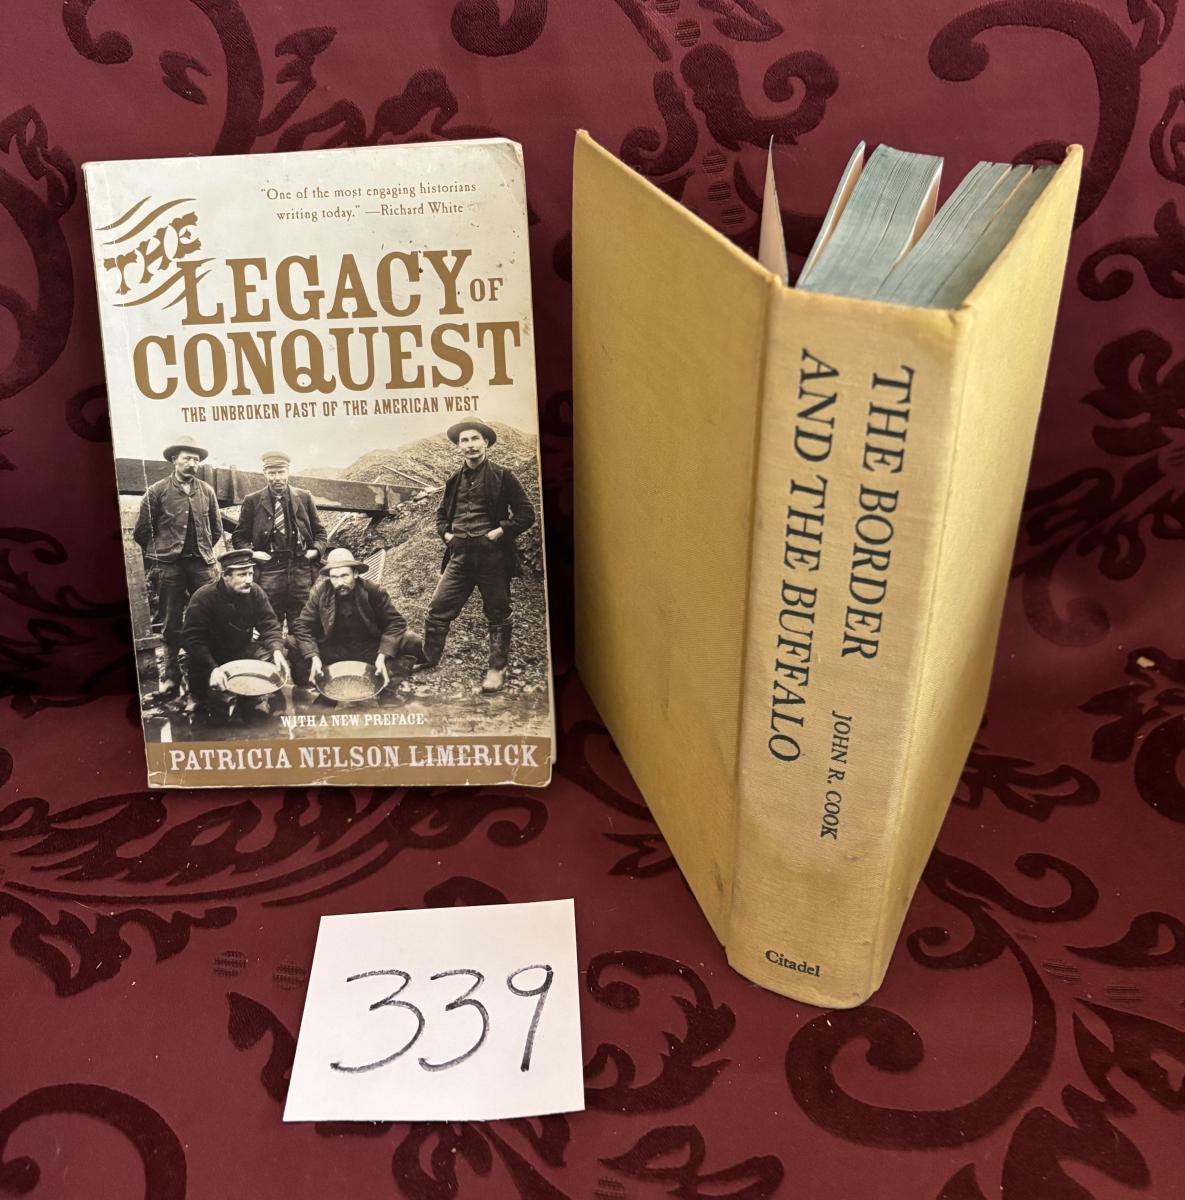 "One of the most engaging historians
writing today." —Richard White
THE
LEGACY OF
CONQUEST
THE UNBROKEN PAST OF THE AMERICAN WEST
WITH A NEW PREFACE
PATRICIA NELSON LIMERICK
THE BORDER
AND THE BUFFALO
JOHN R. COOK
Citadel
339